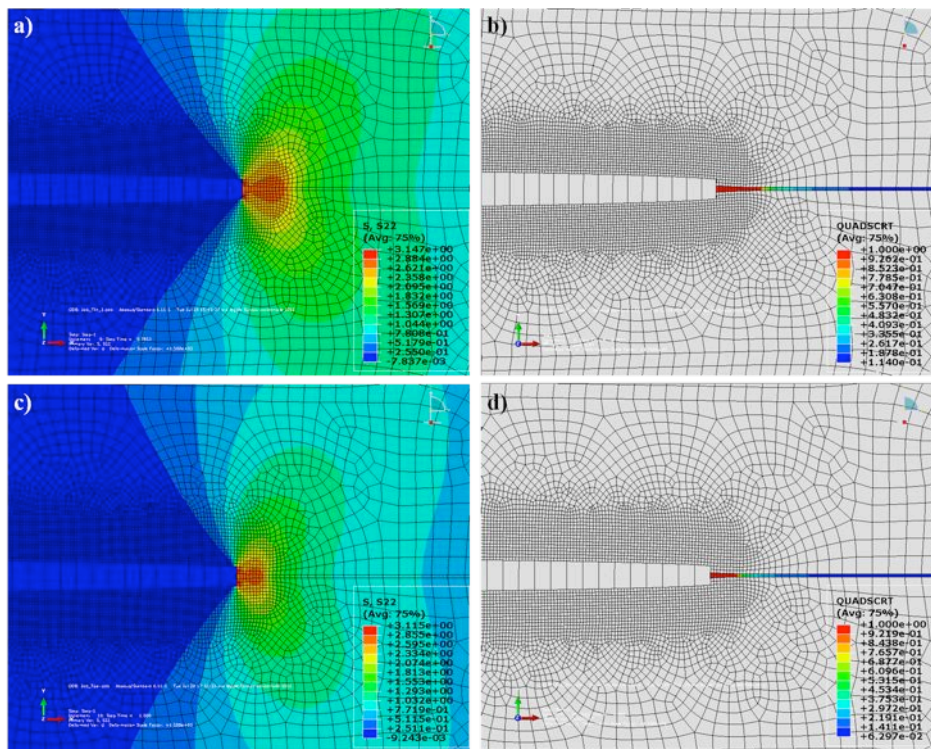 a)
S, S22
(Avg: 75%)
+3.147e+00
+2.884e+00
+2.621e+00
+2.358e+00
+2.095e+00
+1.832e+00
+1.569e+00
+1.307e+00
+1.044e+00
+7.808e-01
+5.179e-01
+2.550e-01
-7.837e-03
Y
Z
b)
QUADSCRT
(Avg: 75%)
+1.000e+00
+9.262e-01
+8.523e-01
+7.785e-01
+7.047e-01
+6.308e-01
+5.570e-01
+4.832e-01
+4.093e-01
+3.355e-01
+2.617e-01
+1.878e-01
+1.140e-01
c)
S, S22
(Avg: 75%)
+3.115e+00
+2.855e+00
+2.595e+00
+2.334e+00
+2.074e+00
+1.813e+00
+1.553e+00
+1.293e+00
+1.032e+00
+7.719e-01
+5.115e-01
+2.511e-01
-9.243e-03
Y
Z
d)
QUADSCRT
(Avg: 75%)
+1.000e+00
+9.219e-01
+8.438e-01
+7.657e-01
+6.877e-01
+6.096e-01
+5.315e-01
+4.534e-01
+3.753e-01
+2.972e-01
+2.191e-01
+1.411e-01
+6.297e-02